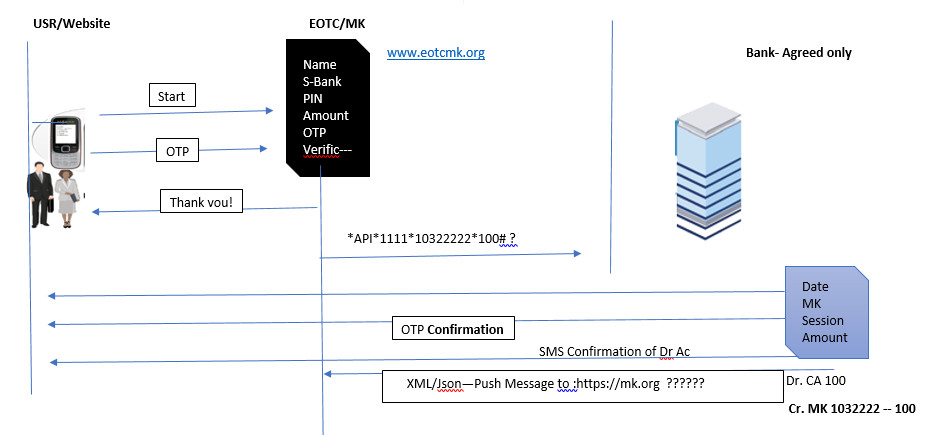 USR/Website
EOTC/MK
www.eotcmk.org
Bank- Agreed only
Name
S-Bank
PIN
Amount
OTP
Verific---
Start
OTP
Thank you!
*API*1111*10322222*100# ?
Date
MK
Session
Amount
OTP Confirmation
SMS Confirmation of Dr Ac
XML/Json—Push Message to :https://mk.org ??????
Dr. CA 100
Cr. MK 1032222 -- 100